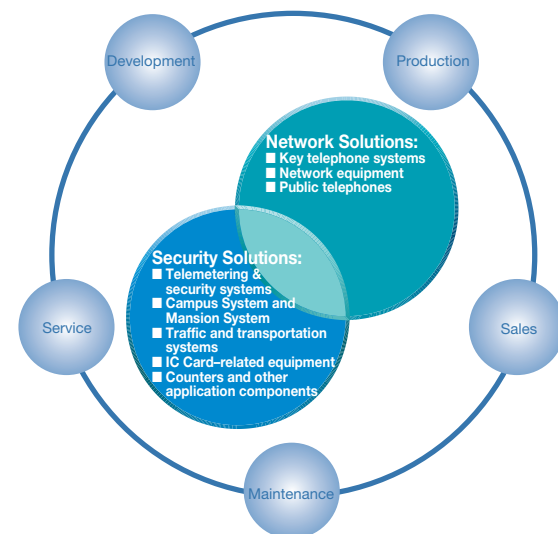 Development
Production
Network Solutions:
■ Key telephone systems
■ Network equipment
■ Public telephones
Security Solutions:
■ Telemetering &
security systems
■ Campus System and
Mansion System
■ Traffic and transportation
systems
■ IC Card–related equipment
■ Counters and other
application components
Service
Sales
Maintenance